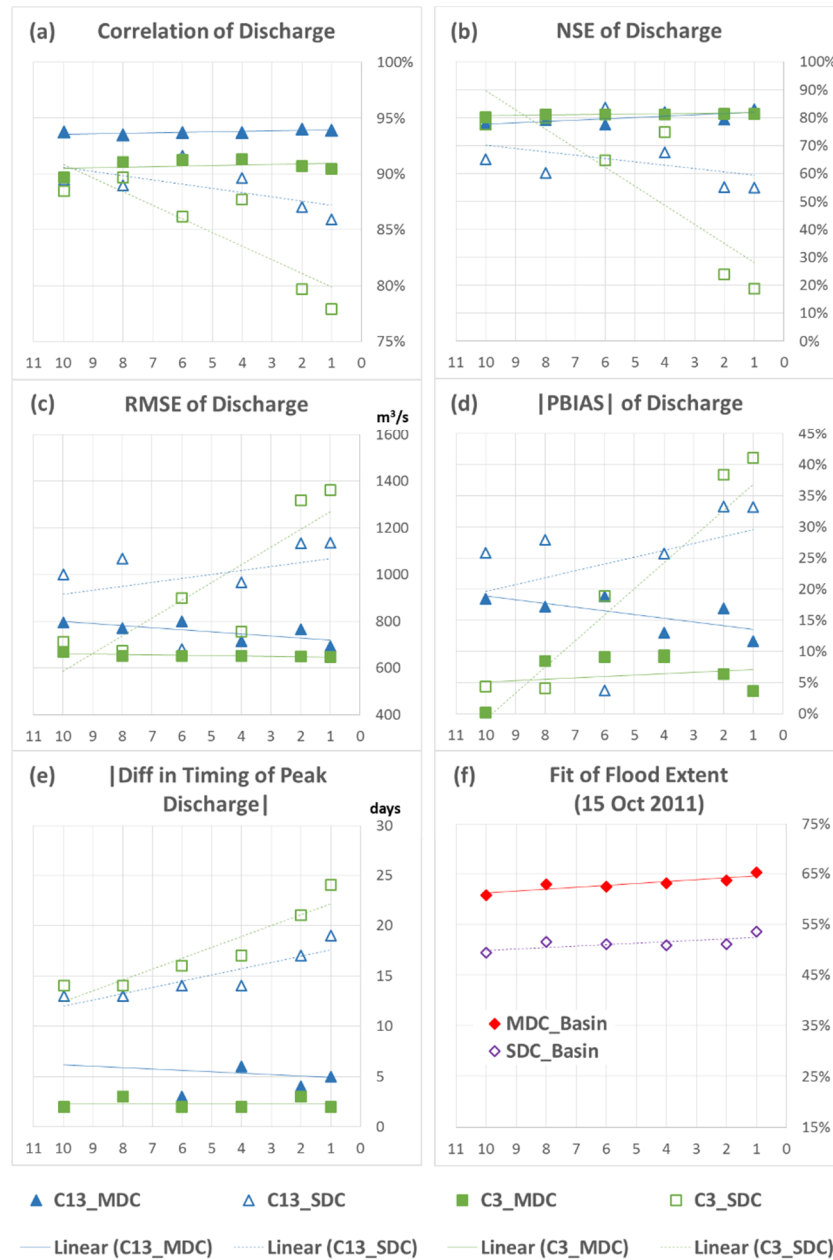 (a) Correlation of Discharge
100%
95%
90%
85%
80%
75%
11 10 9 8 7 6 5 4 3 2 1 0
(b) NSE of Discharge
100%
90%
80%
70%
60%
50%
40%
30%
20%
10%
0%
11 10 9 8 7 6 5 4 3 2 1 0
(c) RMSE of Discharge
m³/s
1600
1400
1200
1000
800
600
400
11 10 9 8 7 6 5 4 3 2 1 0
(d) |PBIAS| of Discharge
45%
40%
35%
30%
25%
20%
15%
10%
5%
0%
11 10 9 8 7 6 5 4 3 2 1 0
(e) |Diff in Timing of Peak
Discharge|
days
30
25
20
15
10
5
0
11 10 9 8 7 6 5 4 3 2 1 0
(f) Fit of Flood Extent
(15 Oct 2011)
75%
65%
55%
45%
35%
25%
15%
MDC_Basin
SDC_Basin
11 10 9 8 7 6 5 4 3 2 1 0
C13_MDC C13_SDC C3_MDC C3_SDC
Linear (C13_MDC) Linear (C13_SDC) Linear (C3_MDC) Linear (C3_SDC)